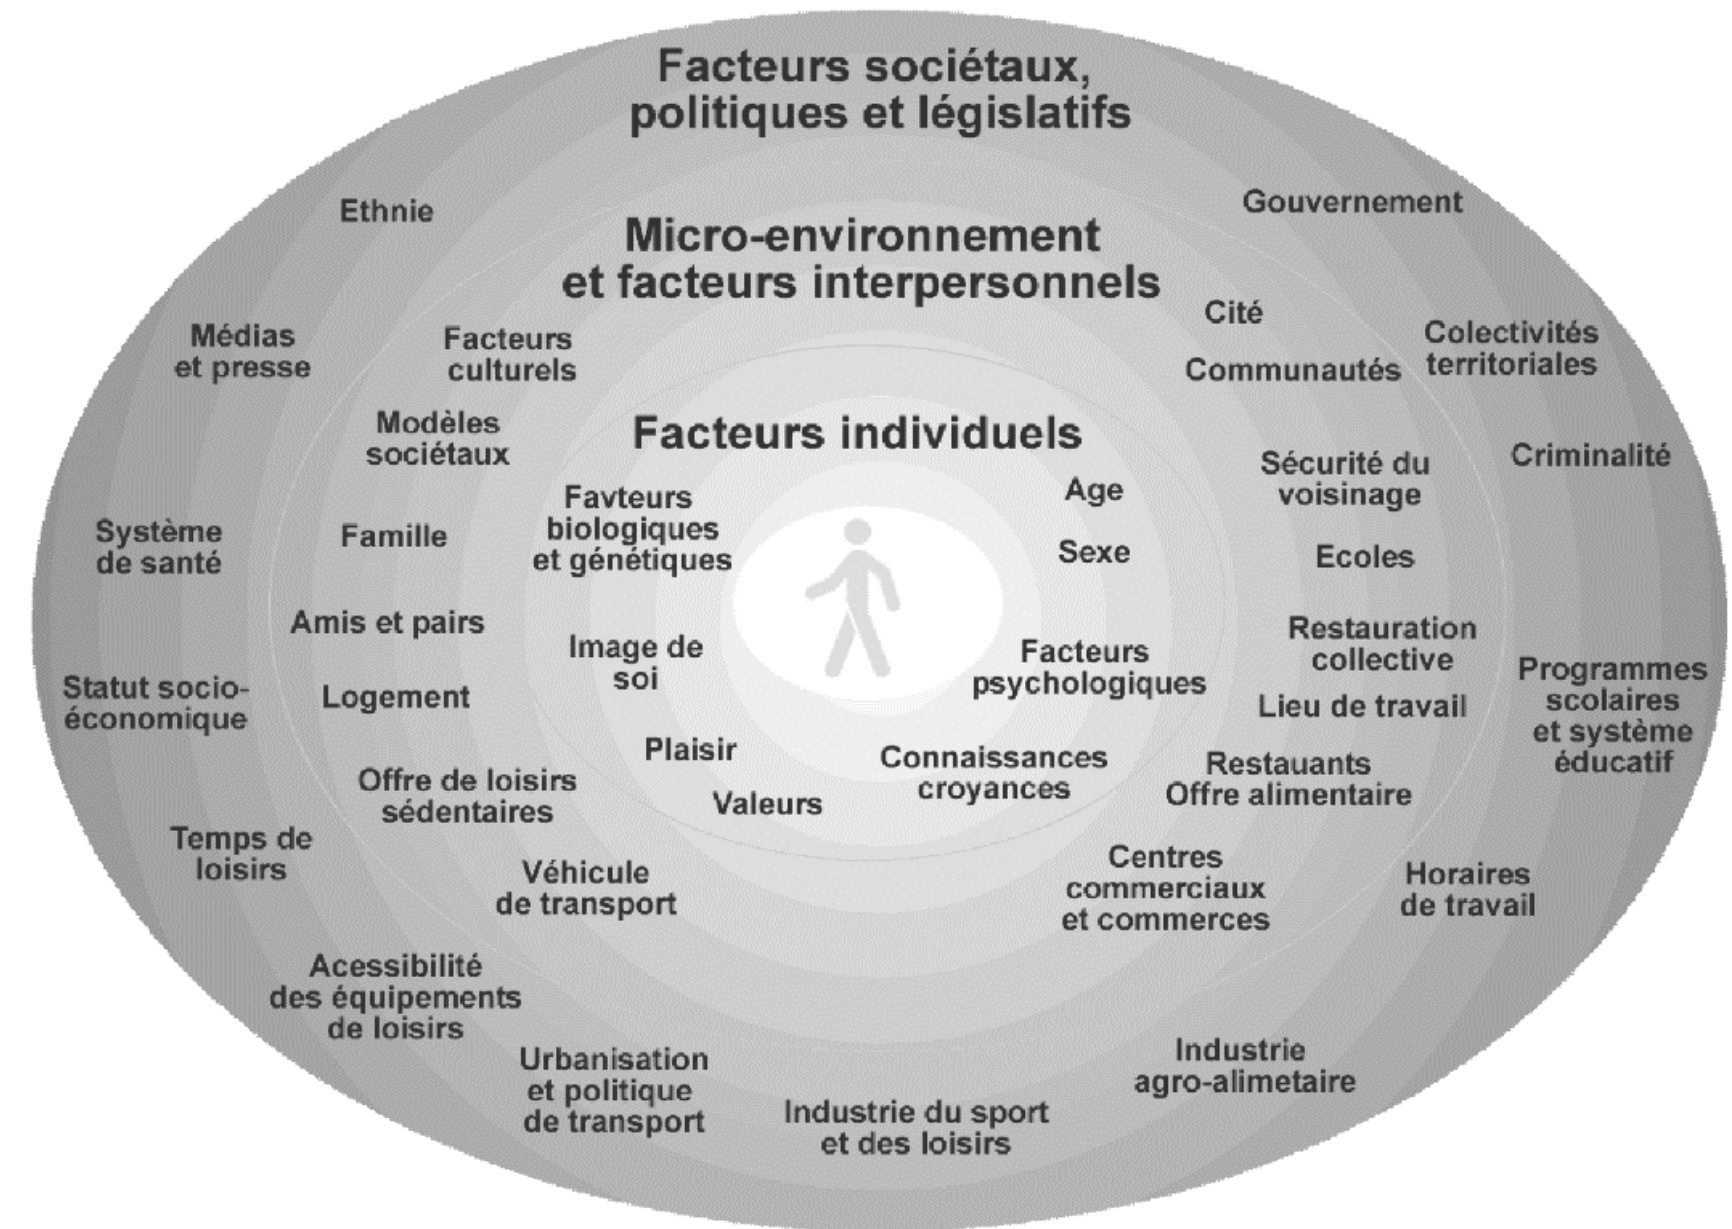 Facteurs sociétaux,
politiques et législatifs
Ethnie
Gouvernement
Micro-environnement
et facteurs interpersonnels
Médias
et presse
Facteurs
culturels
Cité
Communautés
Colectivités
territoriales
Modèles
sociétaux
Facteurs individuels
Sécurité du
voisinage
Criminalité
Système
de santé
Famille
Favteurs
biologiques
et génétiques
Age
Sexe
Ecoles
Amis et pairs
Image de
soi
Facteurs
psychologiques
Restauration
collective
Statut socio-
économique
Logement
Lieu de travail
Programmes
scolaires
et système
éducatif
Plaisir
Connaissances
croyances
Restauants
Offre alimentaire
Offre de loisirs
sédentaires
Valeurs
Temps de
loisirs
Véhicule
de transport
Centres
commerciaux
et commerces
Horaires
de travail
Acessibilité
des équipements
de loisirs
Urbanisation
et politique
de transport
Industrie du sport
et des loisirs
Industrie
agro-alimetaire